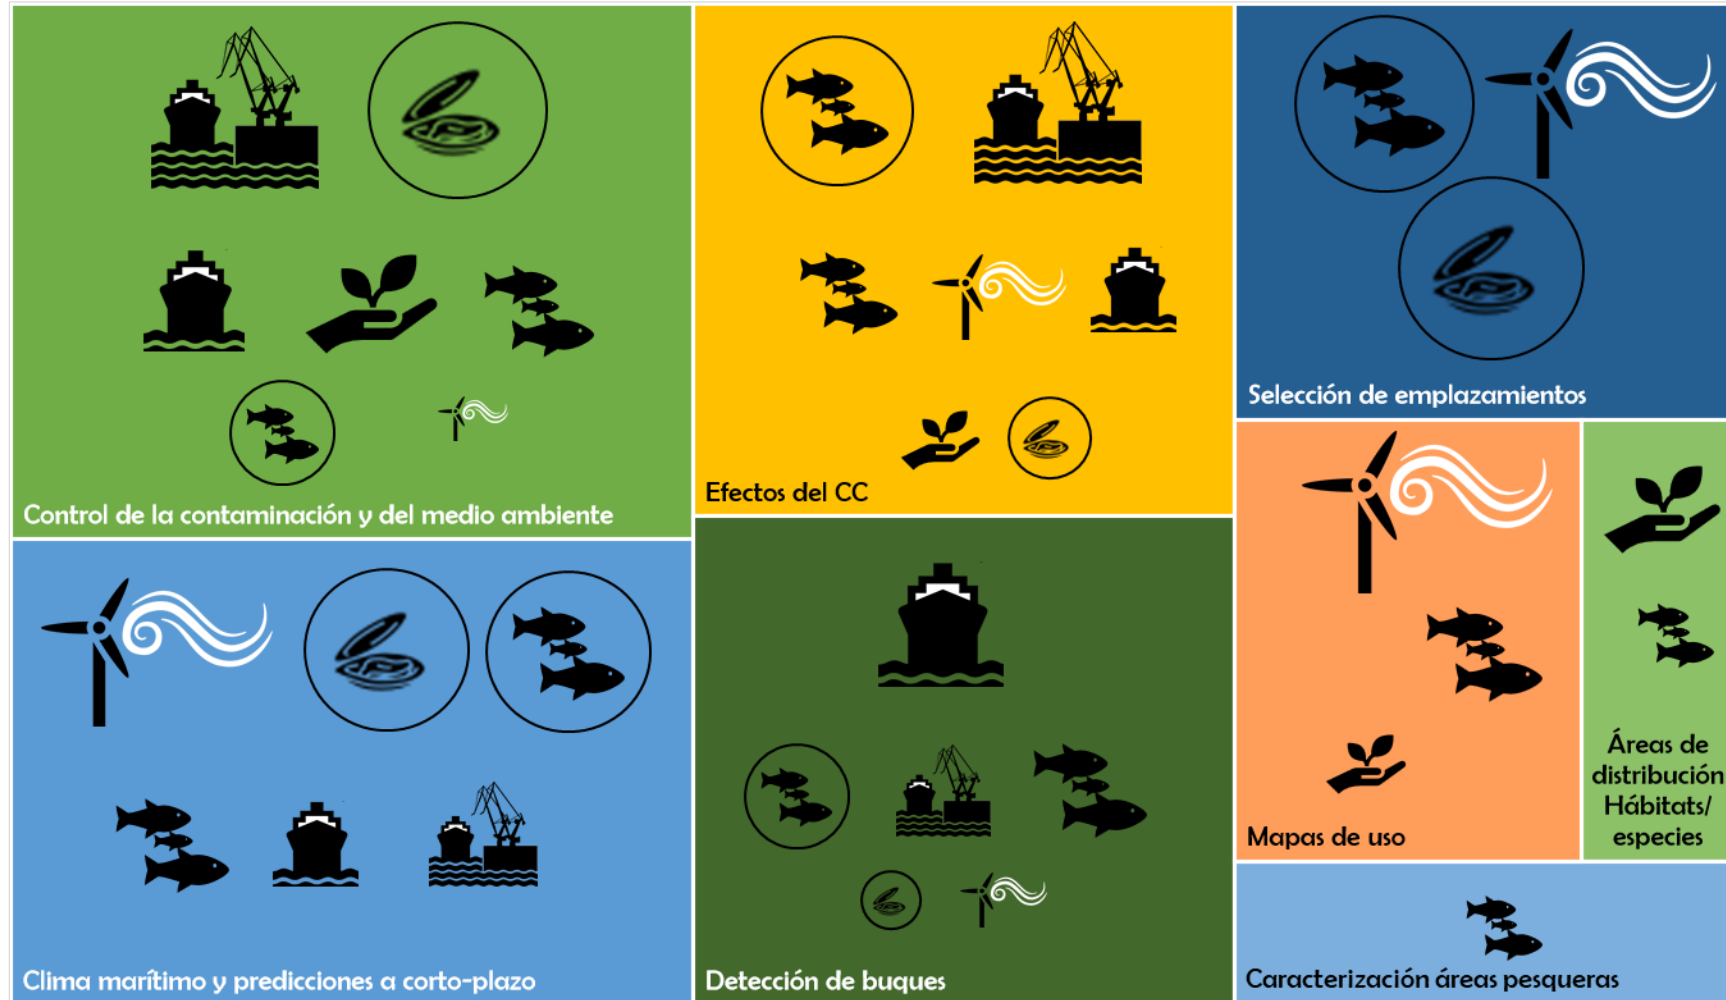 Control de la contaminación y del medio ambiente
Efectos del CC
Selección de emplazamientos
Clima marítimo y predicciones a corto-plazo
Detección de buques
Mapas de uso
Áreas de
distribución
Hábitats/
especies
Caracterización áreas pesqueras